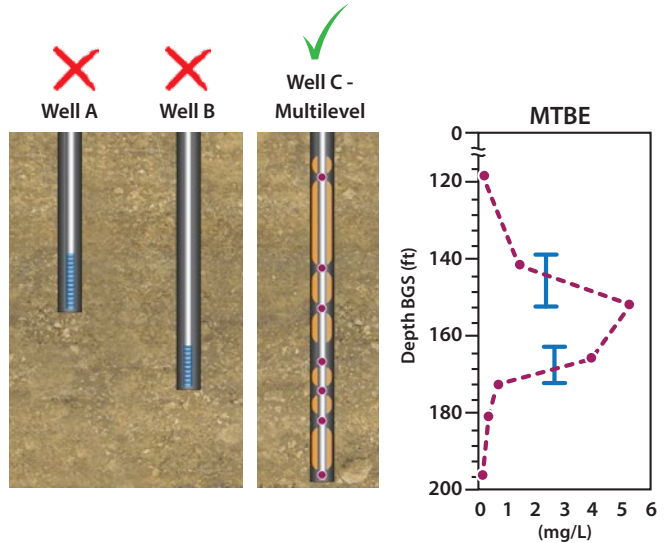 Well A
Well B
Well C -
Multilevel
MTBE
Depth BGS (ft)
0
120
140
160
180
200
0 1 2 3 4 5 6
(mg/L)